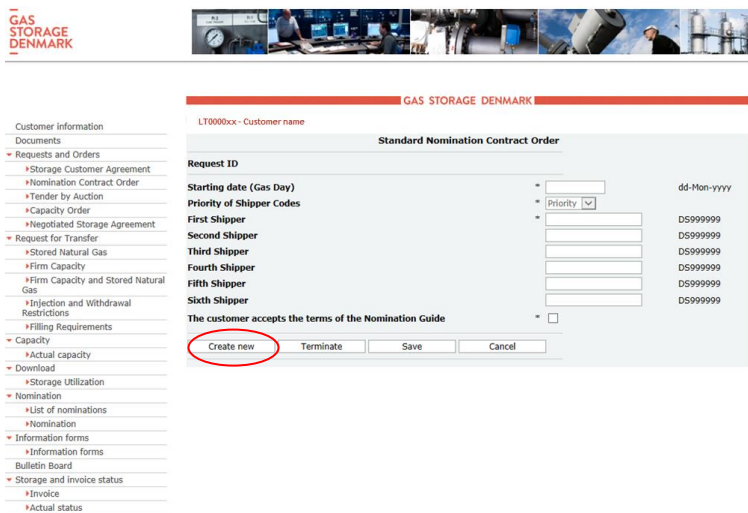 GAS
STORAGE
DENMARK
GAS STORAGE DENMARK
LT0000xx - Customer name
Customer information
Documents
Requests and Orders
Storage Customer Agreement
Nomination Contract Order
Tender by Auction
Capacity Order
Negotiated Storage Agreement
Request for Transfer
Stored Natural Gas
Firm Capacity
Firm Capacity and Stored Natural
Gas
Injection and Withdrawal
Restrictions
Filling Requirements
Capacity
Actual capacity
Download
Storage Utilization
Nomination
List of nominations
Nomination
Information forms
Information forms
Bulletin Board
Storage and invoice status
Invoice
Actual status
Standard Nomination Contract Order
Request ID
Starting date (Gas Day) * dd-Mon-yyyy
Priority of Shipper Codes * Priority
First Shipper * DS999999
Second Shipper DS999999
Third Shipper DS999999
Fourth Shipper DS999999
Fifth Shipper DS999999
Sixth Shipper DS999999
The customer accepts the terms of the Nomination Guide *
Create new Terminate Save Cancel